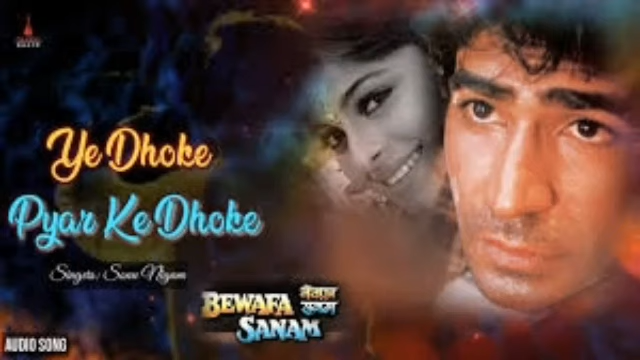 Ye Dhoke
Pyar Ke Dhoke
Singer: Sonu Nigam
BEWAFA
SANAM
बेवफ़ा
सनम
AUDIO SONG